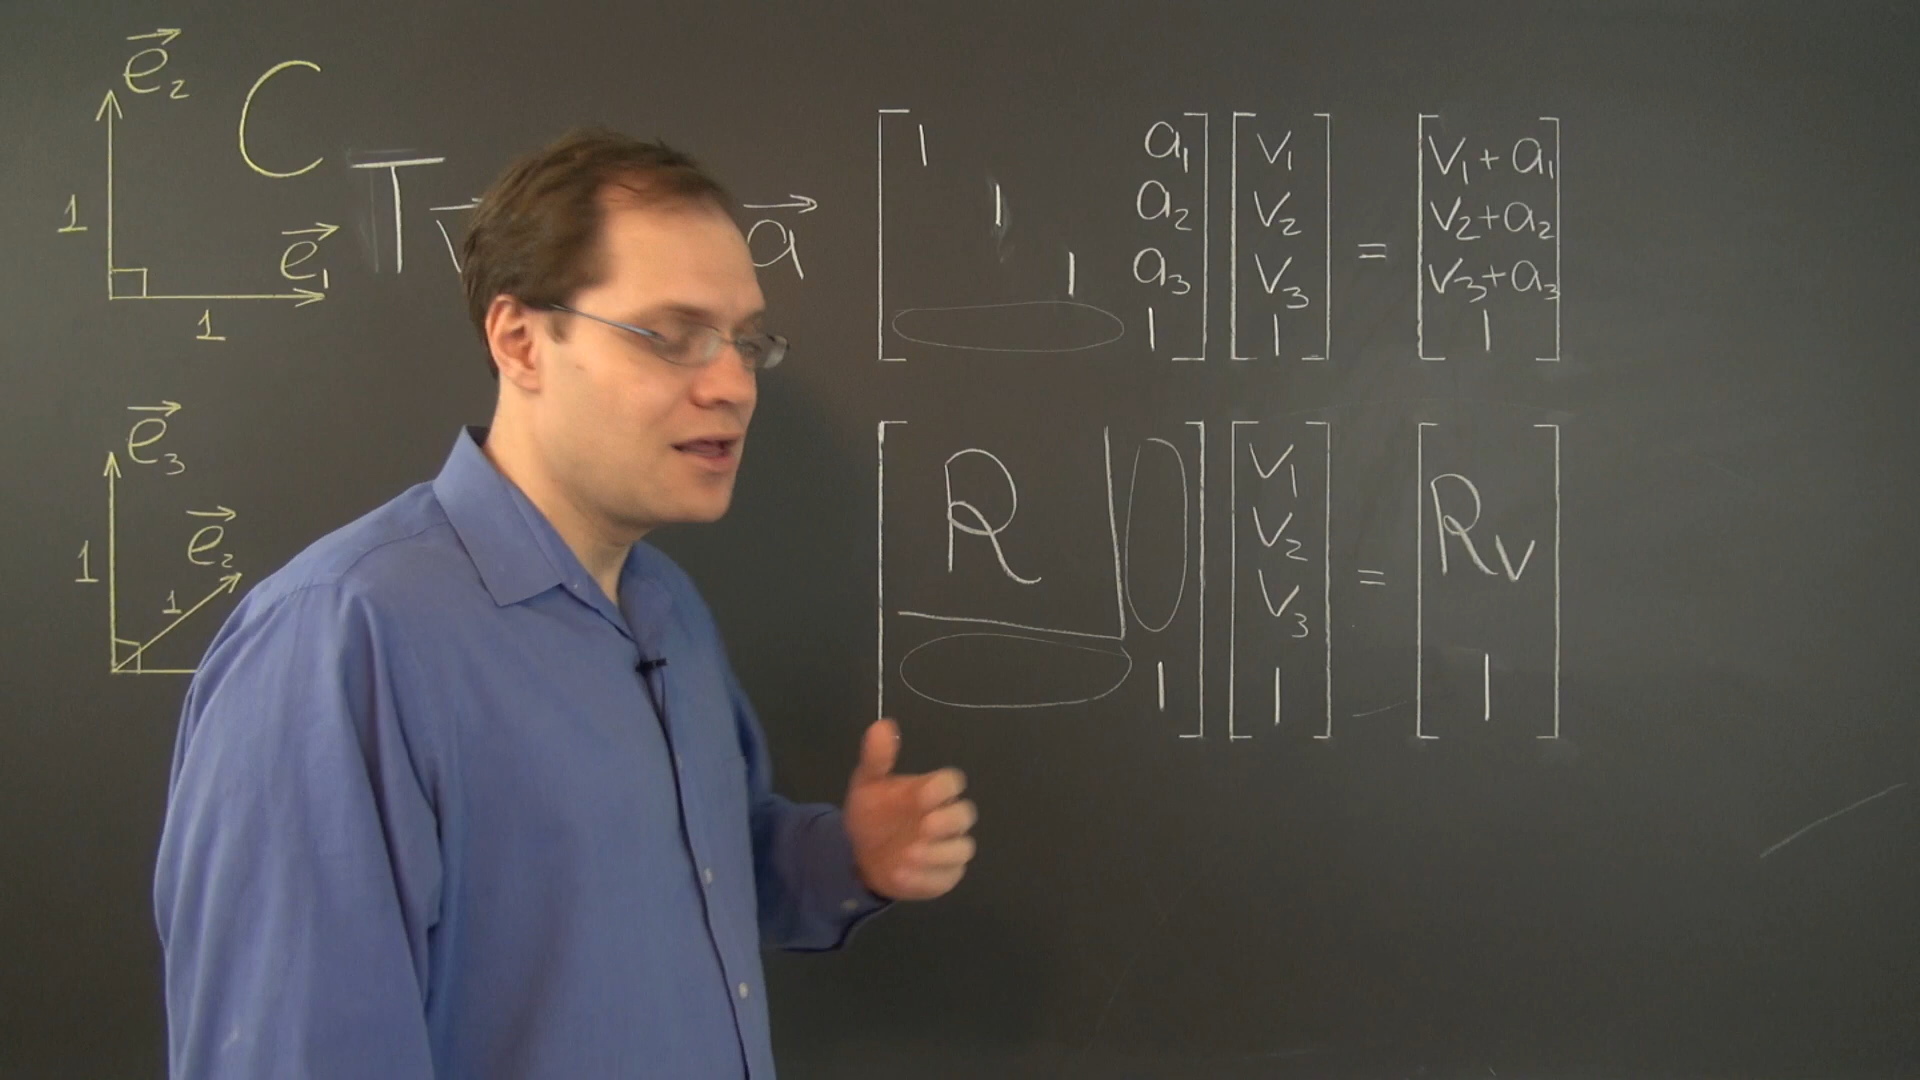 e₂
C
1
e₁
1
T v a
1 a₁ v₁ v₁+a₁
1 a₂ v₂ v₂+a₂
1 a₃ v₃ = v₃+a₃
1 1 1
e₃
e₂
1
1
R v₁ Rv
v₂
v₃ =
1 1 1